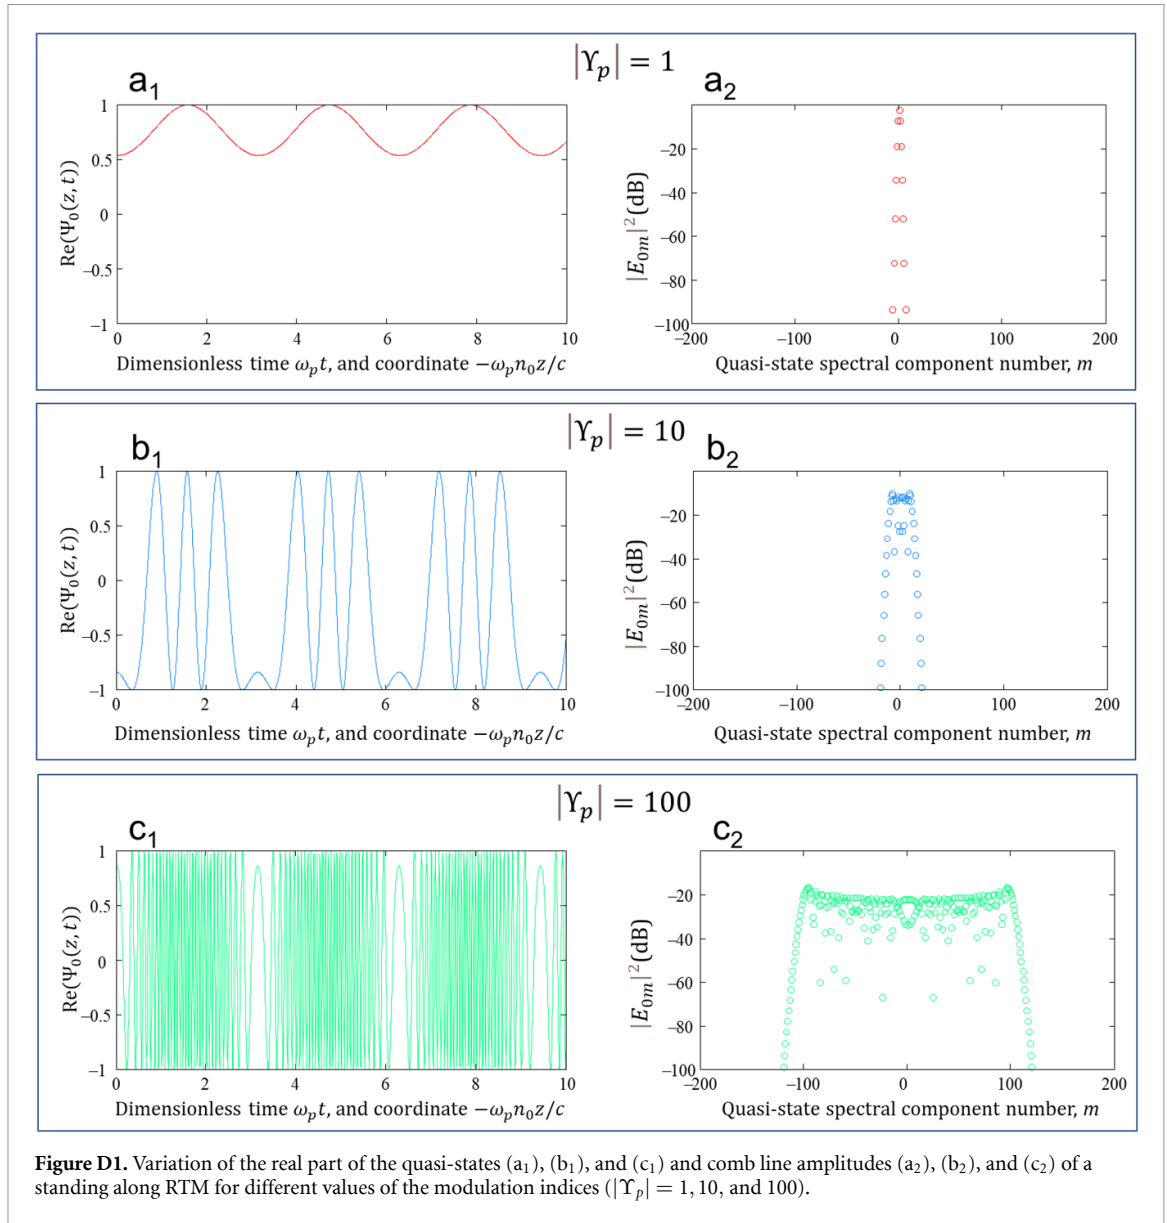 |ϒₚ| = 1
a₁
a₂
1
0.5
0
−0.5
−1
Re(Ψ₀(z, t))
0 2 4 6 8 10
Dimensionless time ωₚt, and coordinate −ωₚn₀z/c
−20
−40
−60
−80
−100
|E₀ₘ|²(dB)
−200 −100 0 100 200
Quasi-state spectral component number, m
|ϒₚ| = 10
b₁
b₂
1
0.5
0
−0.5
−1
Re(Ψ₀(z, t))
0 2 4 6 8 10
Dimensionless time ωₚt, and coordinate −ωₚn₀z/c
−20
−40
−60
−80
−100
|E₀ₘ|²(dB)
−200 −100 0 100 200
Quasi-state spectral component number, m
|ϒₚ| = 100
c₁
c₂
1
0.5
0
−0.5
−1
Re(Ψ₀(z, t))
0 2 4 6 8 10
Dimensionless time ωₚt, and coordinate −ωₚn₀z/c
−20
−40
−60
−80
−100
|E₀ₘ|²(dB)
−200 −100 0 100 200
Quasi-state spectral component number, m
Figure D1. Variation of the real part of the quasi-states (a₁), (b₁), and (c₁) and comb line amplitudes (a₂), (b₂), and (c₂) of a
standing along RTM for different values of the modulation indices (|ϒₚ| = 1, 10, and 100).